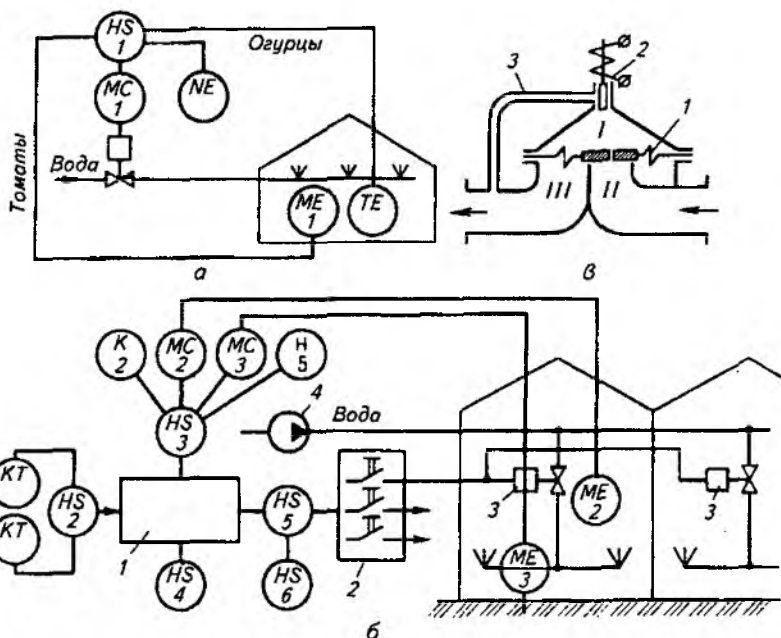 HS
1
Огурцы
MC
1
NE
Томаты
Вода
ME
1
TE
а
3
2
1
I
III
II
в
K
2
MC
2
MC
3
H
5
HS
3
4
Вода
KT
KT
HS
2
1
HS
4
HS
5
HS
6
2
3
ME
2
3
ME
3
б